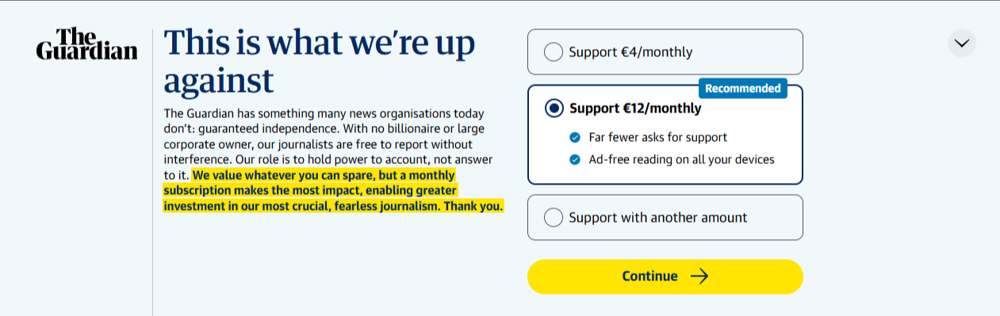 The
Guardian
This is what we're up
against
The Guardian has something many news organisations today
don't: guaranteed independence. With no billionaire or large
corporate owner, our journalists are free to report without
interference. Our role is to hold power to account, not answer
to it. We value whatever you can spare, but a monthly
subscription makes the most impact, enabling greater
investment in our most crucial, fearless journalism. Thank you.
Support €4/monthly
Recommended
Support €12/monthly
Far fewer asks for support
Ad-free reading on all your devices
Support with another amount
Continue